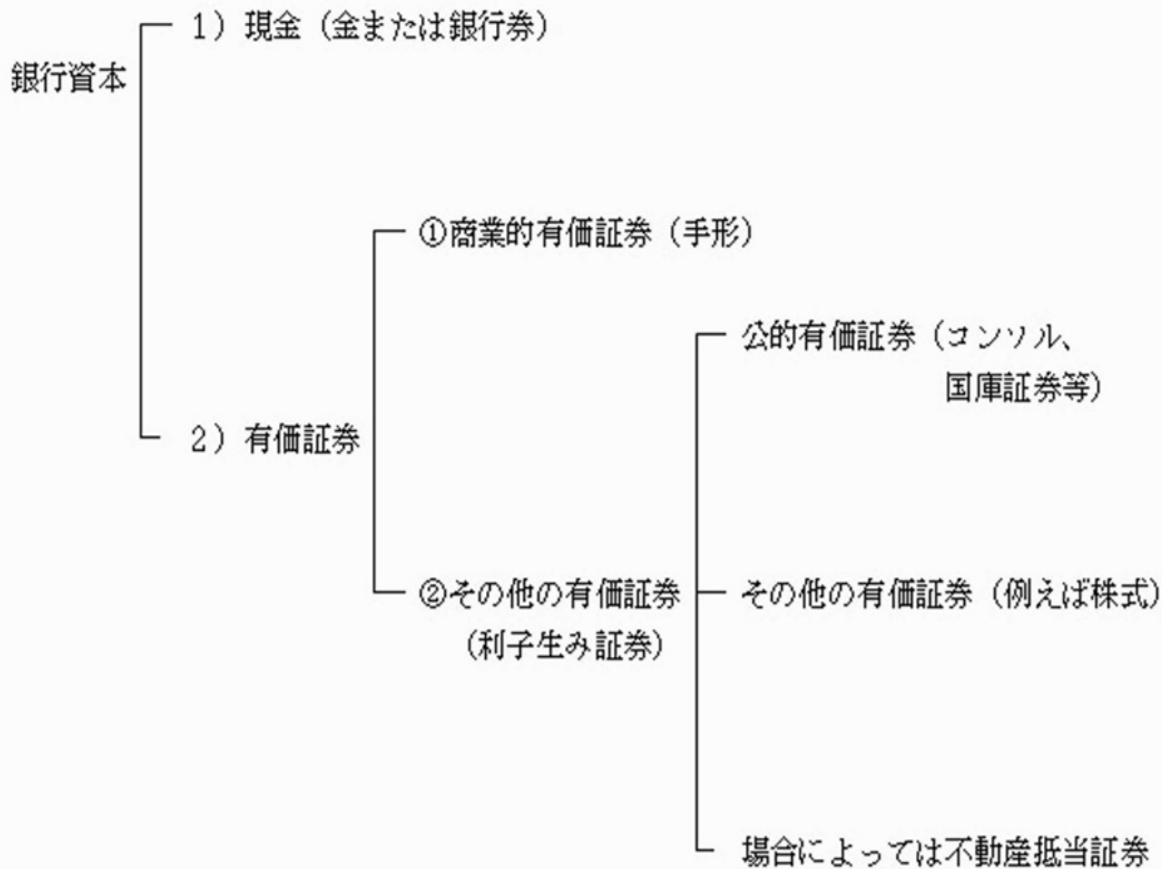 1）現金（金または銀行券）
銀行資本
①商業的有価証券（手形）
公的有価証券（コンソル、
国庫証券等）
2）有価証券
②その他の有価証券
（利子生み証券）
その他の有価証券（例えば株式）
場合によっては不動産抵当証券